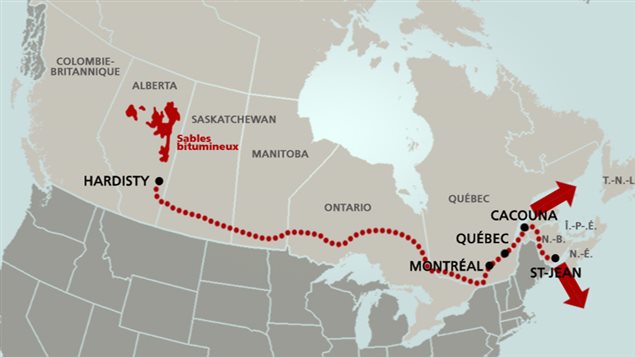 COLOMBIE-
BRITANNIQUE
ALBERTA
SASKATCHEWAN
Sables
bitumineux
MANITOBA
HARDISTY
ONTARIO
QUÉBEC
T.-N.-L
CACOUNA
Î.-P.-É.
QUÉBEC
N.-B.
N.-É.
MONTRÉAL
ST-JEAN